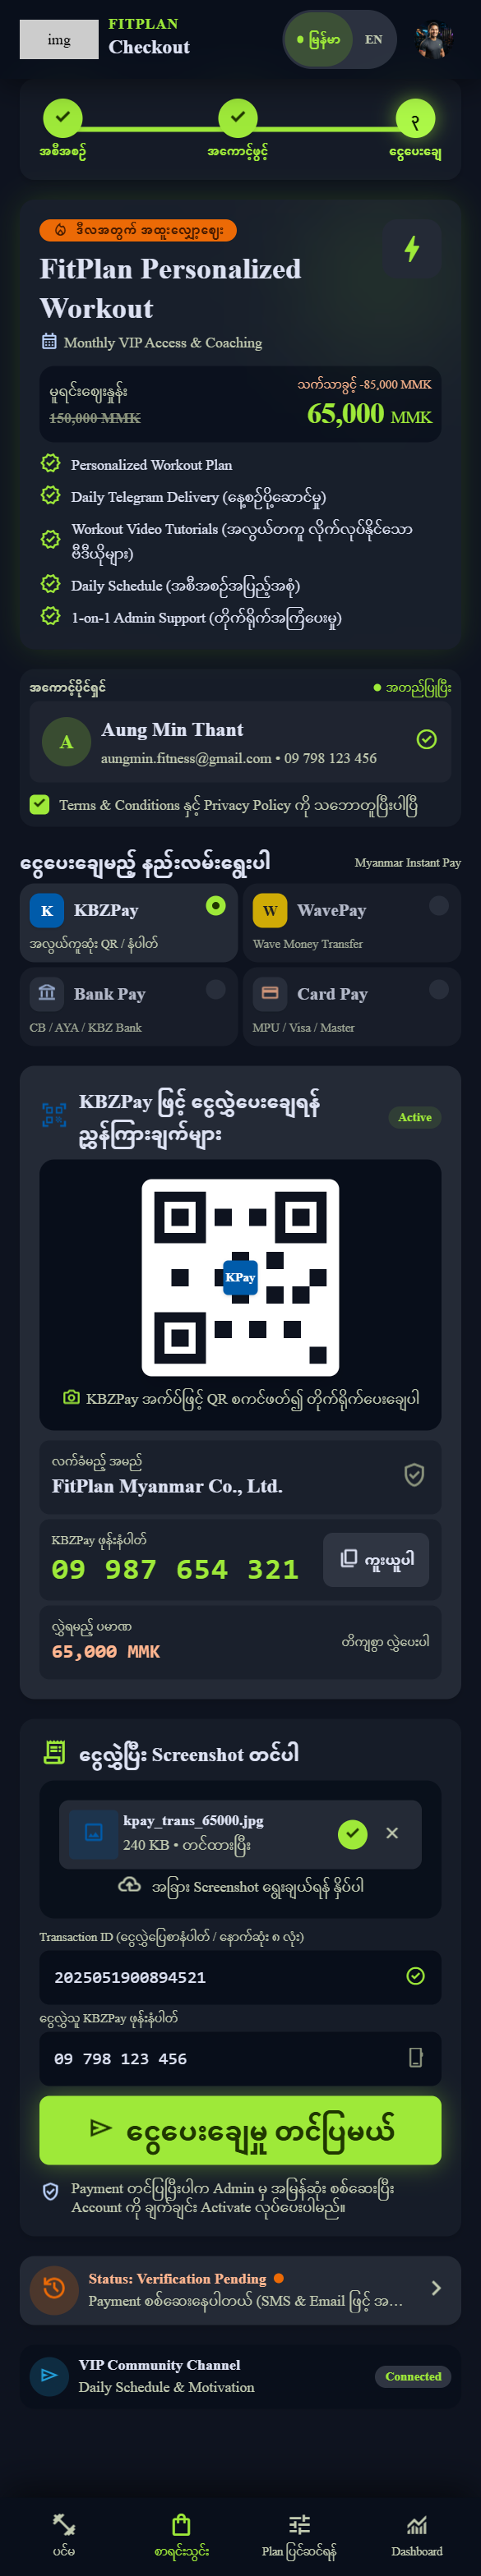 img
FITPLAN
Checkout
မြန်မာ
EN
၃
အစီအစဉ်
အကောင့်ဖွင့်
ငွေပေးချေ
ဒီလအတွက် အထူးလျှော့ဈေး
FitPlan Personalized
Workout
Monthly VIP Access & Coaching
မူရင်းဈေးနှုန်း
150,000 MMK
သက်သာခွင့် -85,000 MMK
65,000 MMK
Personalized Workout Plan
Daily Telegram Delivery (နေ့စဉ်ပို့ဆောင်မှု)
Workout Video Tutorials (အလွယ်တကူ လိုက်လုပ်နိုင်သော
ဗီဒီယိုများ)
Daily Schedule (အစီအစဉ်အပြည့်အစုံ)
1-on-1 Admin Support (တိုက်ရိုက်အကြံပေးမှု)
အကောင့်ပိုင်ရှင်
အတည်ပြုပြီး
A
Aung Min Thant
aungmin.fitness@gmail.com • 09 798 123 456
Terms & Conditions နှင့် Privacy Policy ကို သဘောတူပြီးပါပြီ
ငွေပေးချေမည့် နည်းလမ်းရွေးပါ
Myanmar Instant Pay
K
KBZPay
အလွယ်ကူဆုံး QR / နံပါတ်
W
WavePay
Wave Money Transfer
Bank Pay
CB / AYA / KBZ Bank
Card Pay
MPU / Visa / Master
KBZPay ဖြင့် ငွေလွှဲပေးချေရန်
ညွှန်ကြားချက်များ
Active
KPay
KBZPay အက်ပ်ဖြင့် QR စကင်ဖတ်၍ တိုက်ရိုက်ပေးချေပါ
လက်ခံမည့် အမည်
FitPlan Myanmar Co., Ltd.
KBZPay ဖုန်းနံပါတ်
09 987 654 321
ကူးယူပါ
လွှဲရမည့် ပမာဏ
65,000 MMK
တိကျစွာ လွှဲပေးပါ
ငွေလွှဲပြီး Screenshot တင်ပါ
kpay_trans_65000.jpg
240 KB • တင်ထားပြီး
အခြား Screenshot ရွေးချယ်ရန် နှိပ်ပါ
Transaction ID (ငွေလွှဲပြေစာနံပါတ် / နောက်ဆုံး ၈ လုံး)
2025051900894521
ငွေလွှဲသူ KBZPay ဖုန်းနံပါတ်
09 798 123 456
ငွေပေးချေမှု တင်ပြမယ်
Payment တင်ပြပြီးပါက Admin မှ အမြန်ဆုံး စစ်ဆေးပြီး
Account ကို ချက်ချင်း Activate လုပ်ပေးပါမည်။
Status: Verification Pending
Payment စစ်ဆေးနေပါတယ် (SMS & Email ဖြင့် အ...
VIP Community Channel
Daily Schedule & Motivation
Connected
ပင်မ
စာရင်းသွင်း
Plan ပြင်ဆင်ရန်
Dashboard